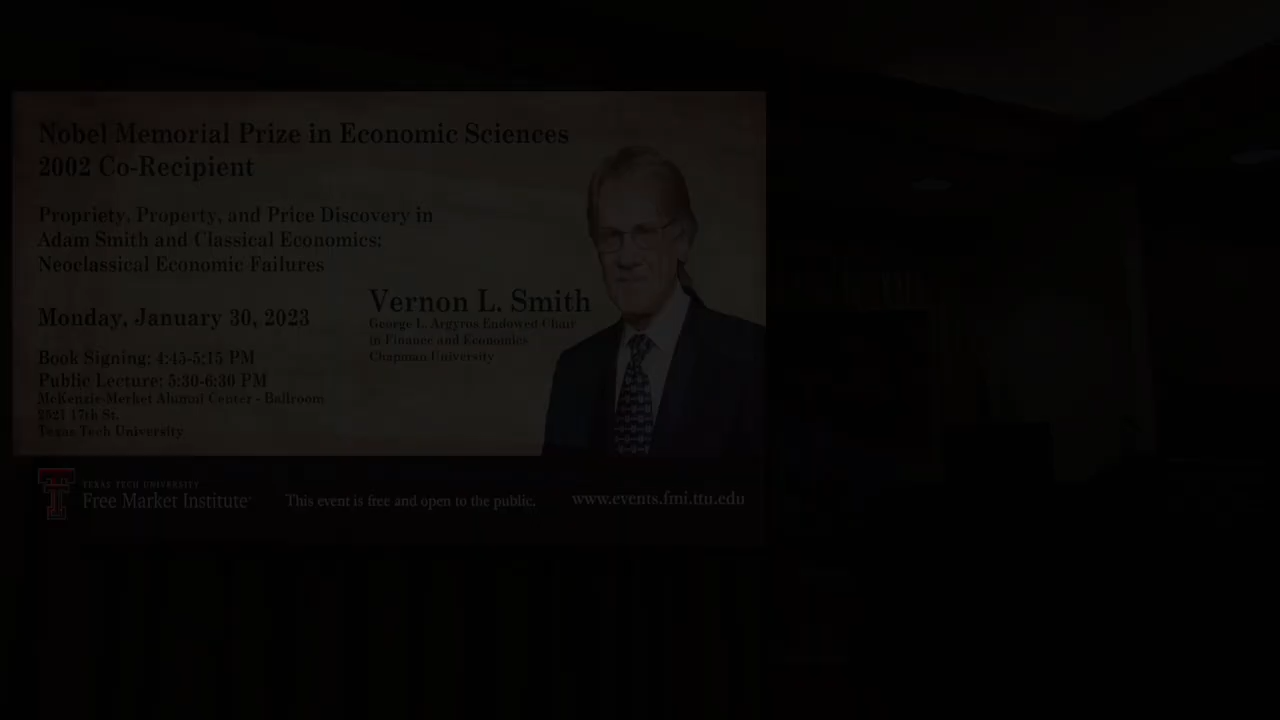 Nobel Memorial Prize in Economic Sciences
2002 Co-Recipient
Propriety, Property, and Price Discovery in
Adam Smith and Classical Economics:
Neoclassical Economic Failures
Vernon L. Smith
George L. Argyros Endowed Chair
in Finance and Economics
Chapman University
Monday, January 30, 2023
Book Signing: 4:45-5:15 PM
Public Lecture: 5:30-6:30 PM
McKenzie-Merket Alumni Center - Ballroom
2521 17th St.
Texas Tech University
TEXAS TECH UNIVERSITY
Free Market Institute
This event is free and open to the public.
www.events.fmi.ttu.edu